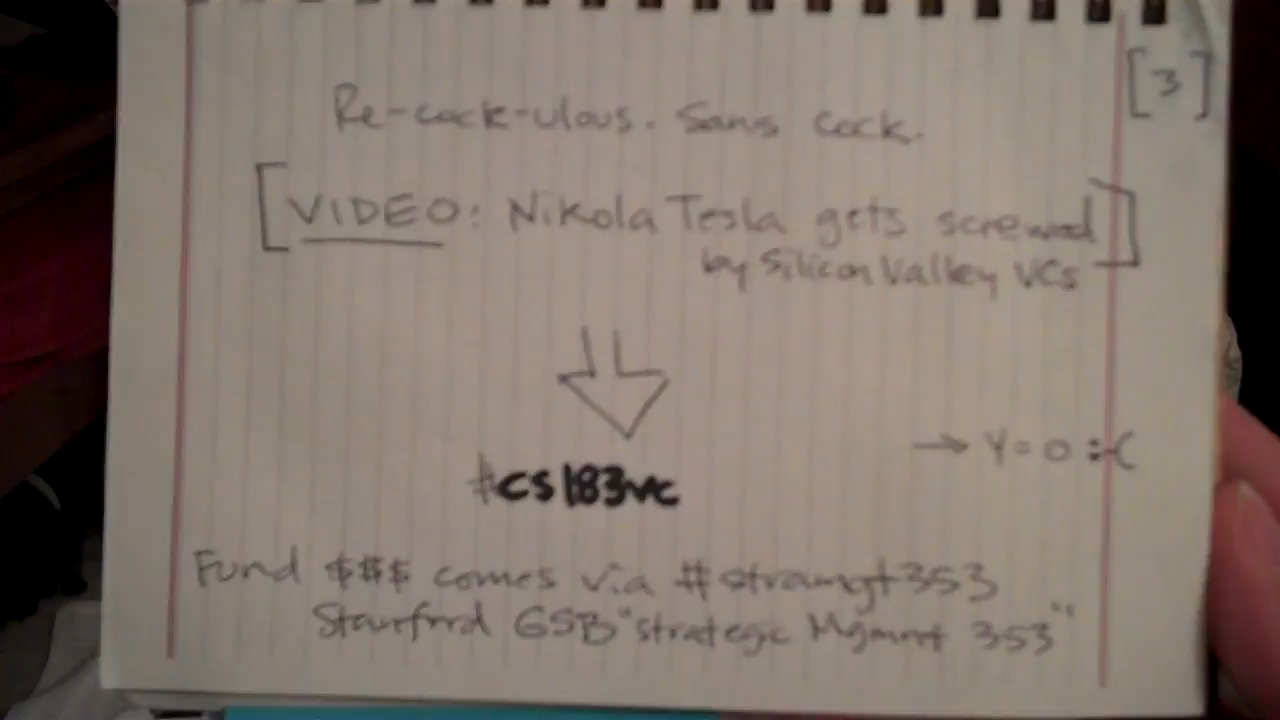 [3]
Re-cock-ulous. Sans cock.
[VIDEO: Nikola Tesla gets screwed
by Silicon Valley VCs]
#cs183vc
→ Y=0 :-(
Fund $$$ comes via #stramgt353
Stanford GSB "strategic Mgmnt 353"